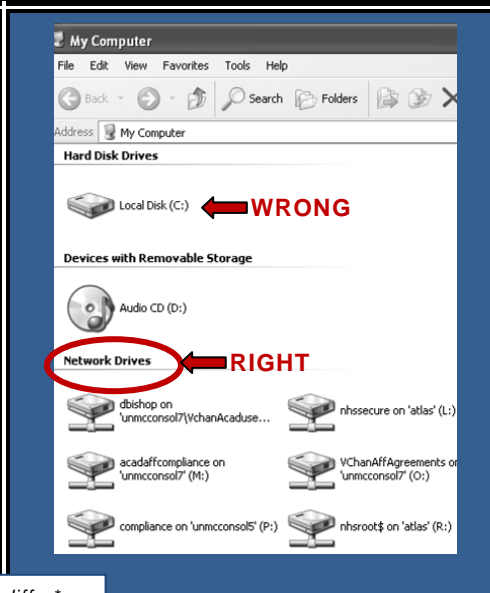 My Computer
File Edit View Favorites Tools Help
Back Search Folders
Address My Computer
Hard Disk Drives
Local Disk (C:) WRONG
Devices with Removable Storage
Audio CD (D:)
Network Drives RIGHT
dbishop on
'unmcconsol7\VchanAcaduse...
nhssecure on 'atlas' (L:)
acadaffcompliance on
'unmcconsol7' (M:)
VChanAffAgreements on
'unmcconsol7' (O:)
compliance on 'unmcconsol5' (P:)
nhsroot$ on 'atlas' (R:)